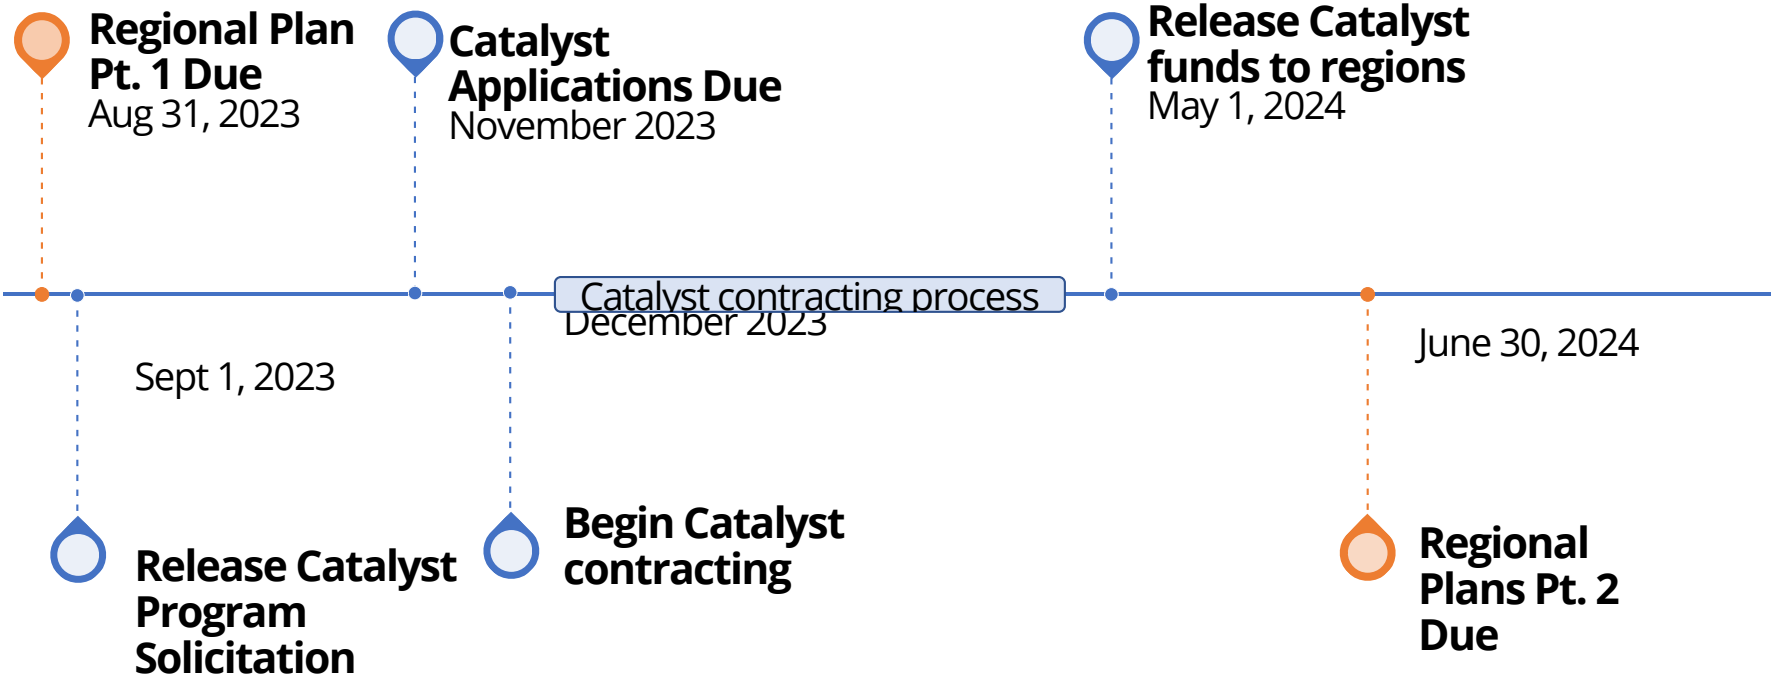 Regional Plan
Pt. 1 Due
Aug 31, 2023
Catalyst
Applications Due
November 2023
Release Catalyst
funds to regions
May 1, 2024
Catalyst contracting process
December 2023
Sept 1, 2023
June 30, 2024
Release Catalyst
Program
Solicitation
Begin Catalyst
contracting
Regional
Plans Pt. 2
Due